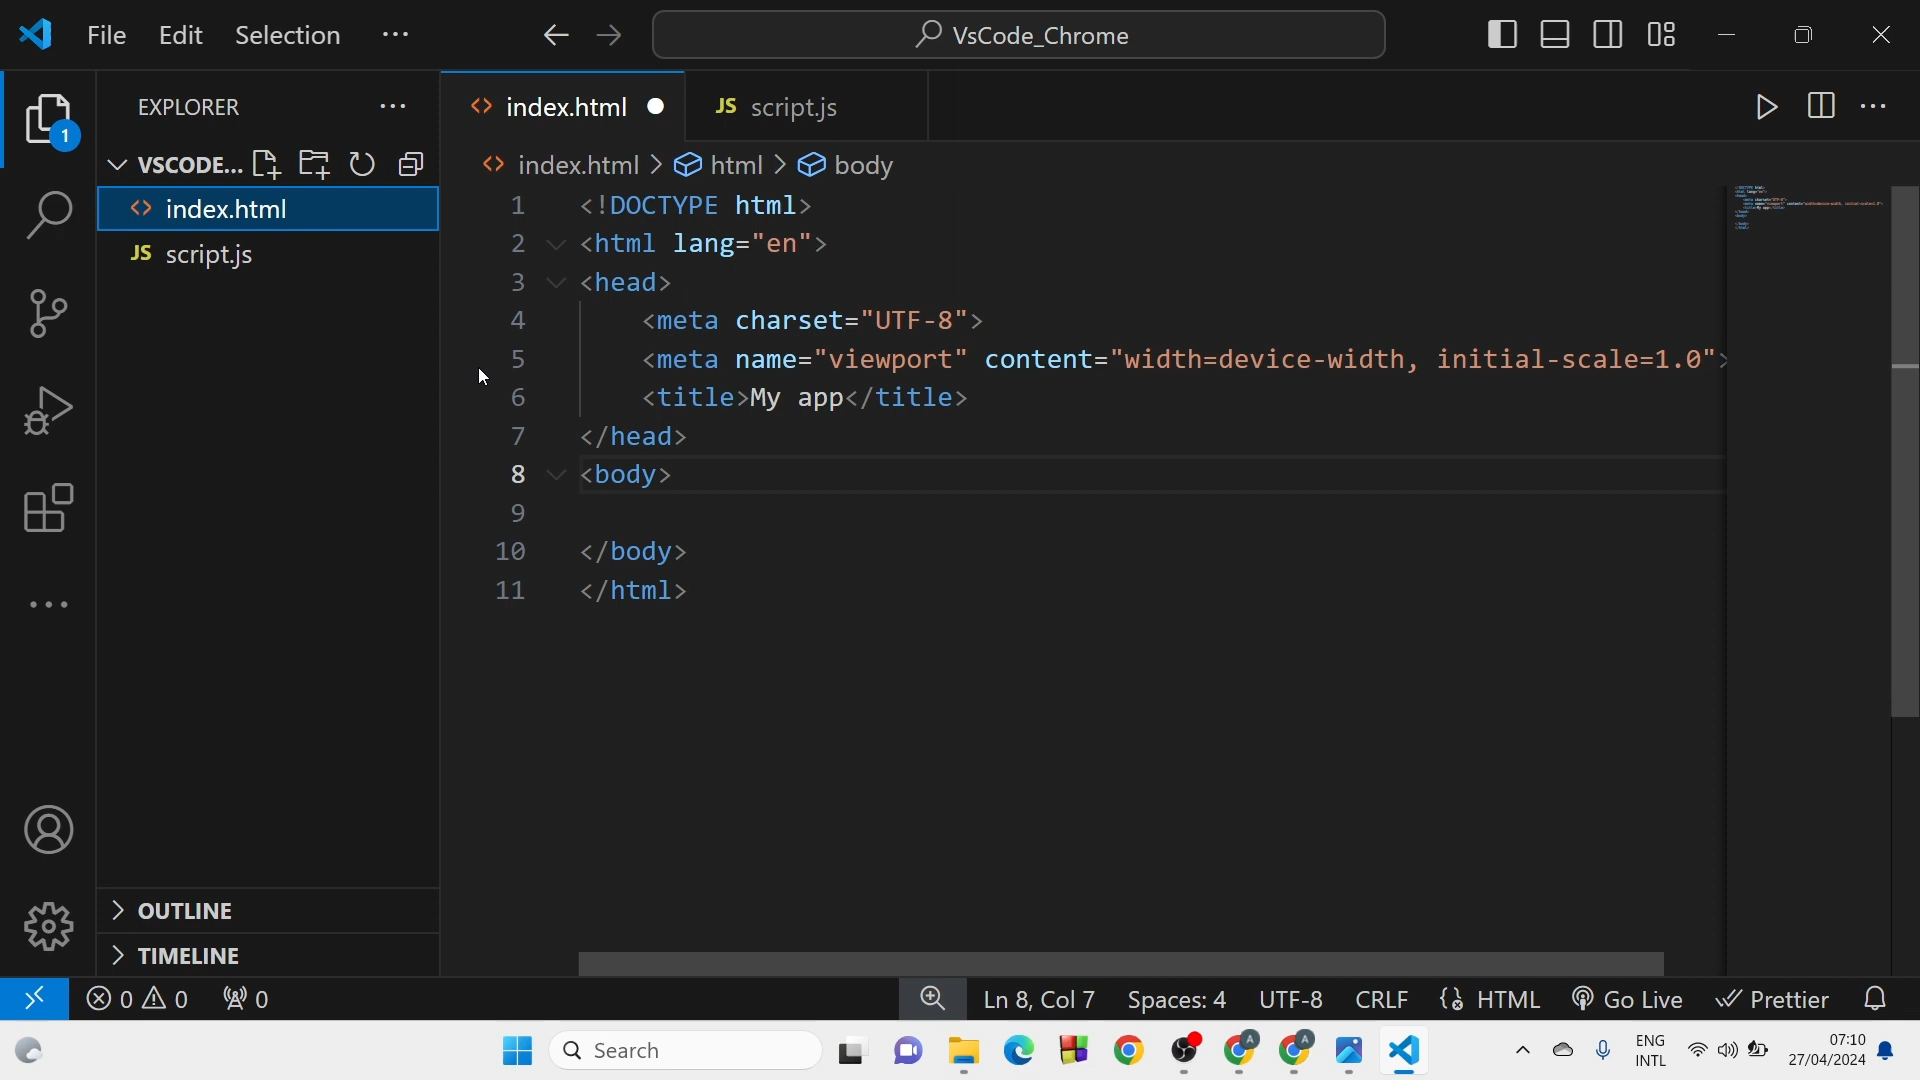 File Edit Selection ···
VsCode_Chrome
EXPLORER ···
VSCODE...
index.html
JS script.js
OUTLINE
TIMELINE
1
index.html
JS script.js
index.html > html > body
1 <!DOCTYPE html>
2 <html lang="en">
3 <head>
4 <meta charset="UTF-8">
5 <meta name="viewport" content="width=device-width, initial-scale=1.0">
6 <title>My app</title>
7 </head>
8 <body>
9
10 </body>
11 </html>
0 0 0 Ln 8, Col 7 Spaces: 4 UTF-8 CRLF HTML Go Live Prettier
Search
A
A
ENG
INTL
07:10
27/04/2024